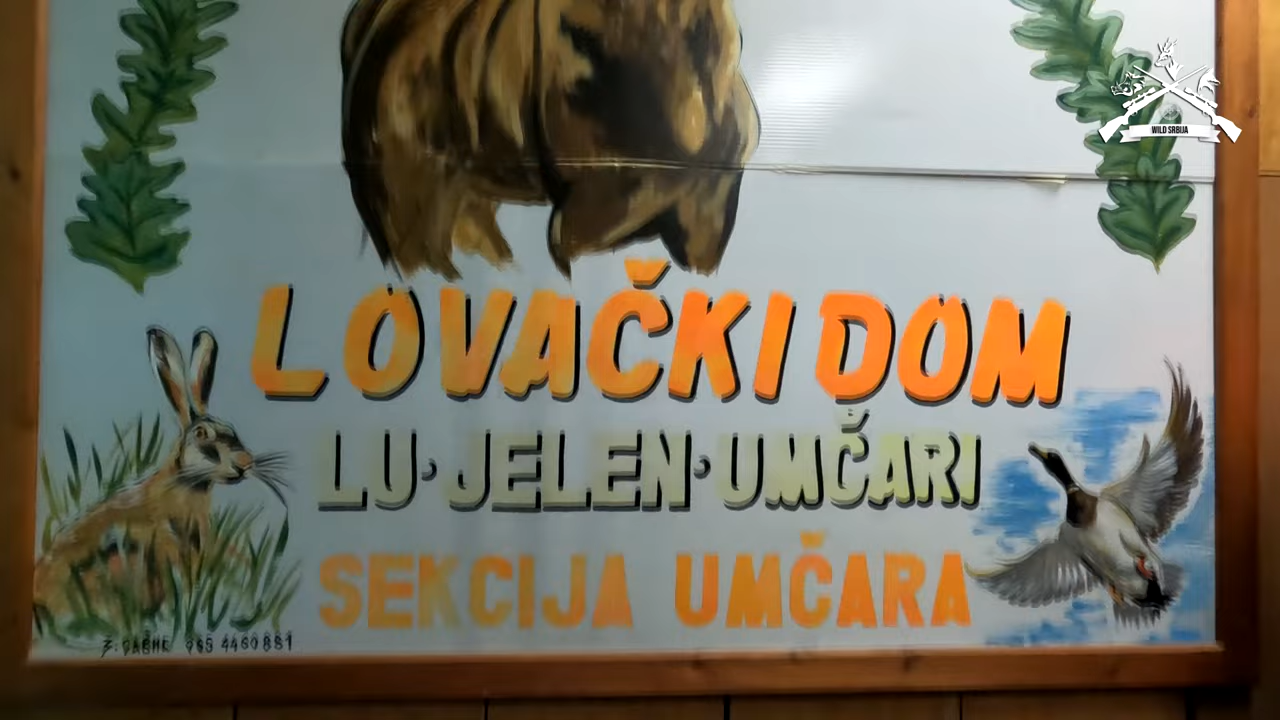 WILD SRBIJA
LOVAČKI DOM
LU·JELEN·UMČARI
SEKCIJA UMČARA